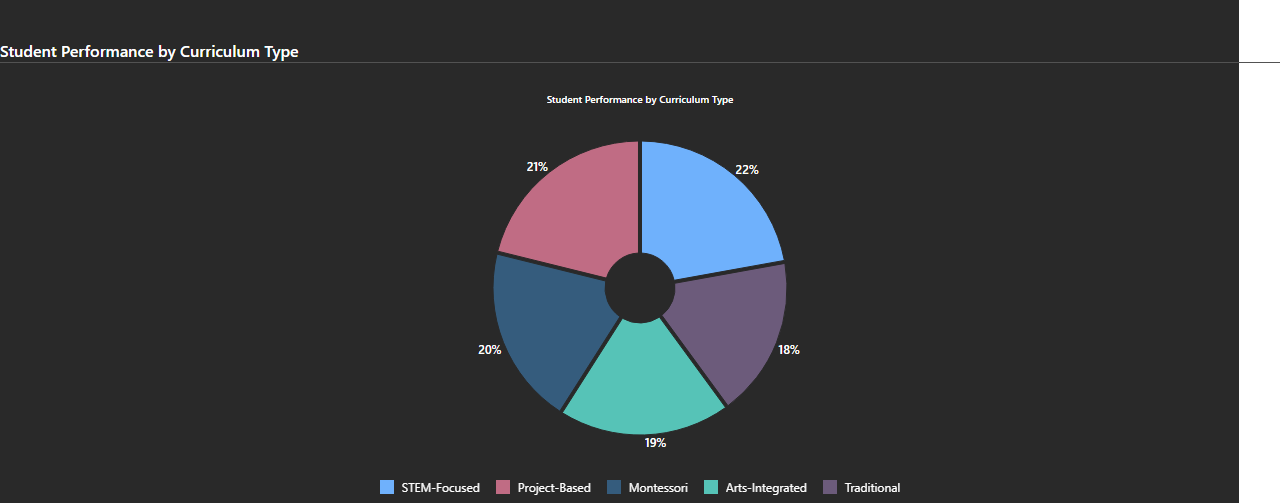 Student Performance by Curriculum Type
Student Performance by Curriculum Type
21%
22%
20%
18%
19%
STEM-Focused Project-Based Montessori Arts-Integrated Traditional